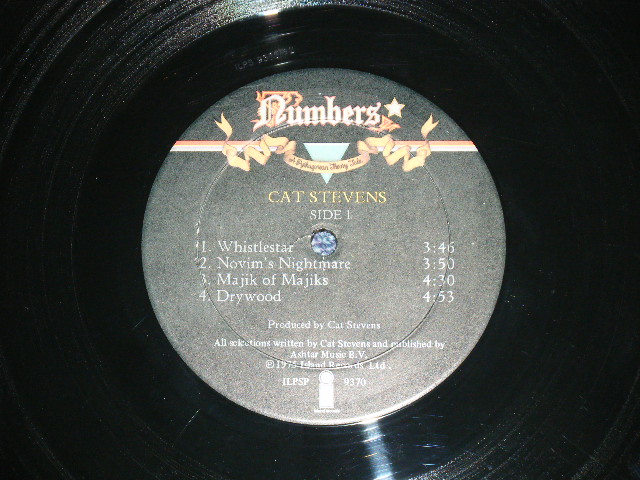 ILPS 9370
Numbers
A Pythagorean Theory Tale
CAT STEVENS
SIDE 1
1. Whistlestar 3:46
2. Novim's Nightmare 3:50
3. Majik of Majiks 4:30
4. Drywood 4:53
Produced by Cat Stevens
All selections written by Cat Stevens and published by
Ashtar Music B.V.
©1975 Island Records, Ltd.
ILPSP 9370